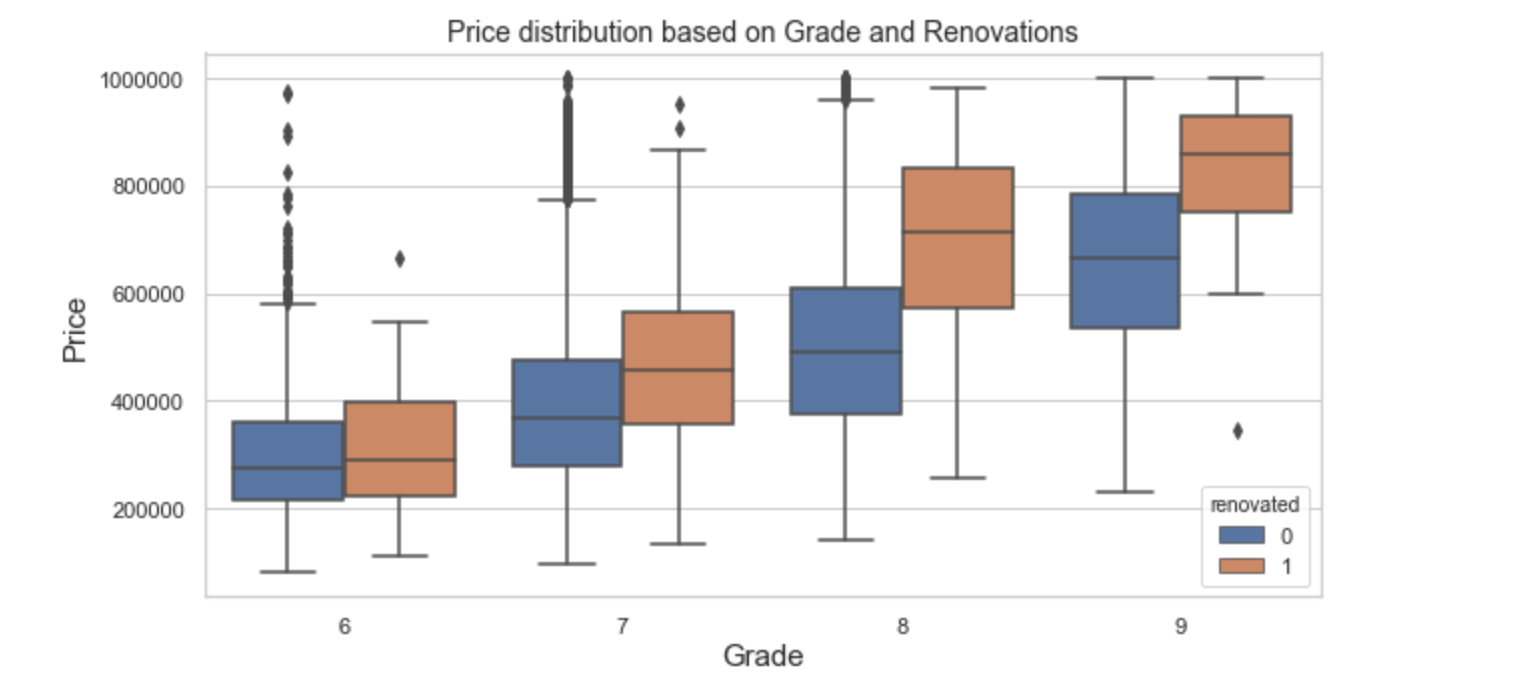 Price distribution based on Grade and Renovations
1000000
800000
600000
400000
200000
Price
renovated
0
1
6 7 8 9
Grade